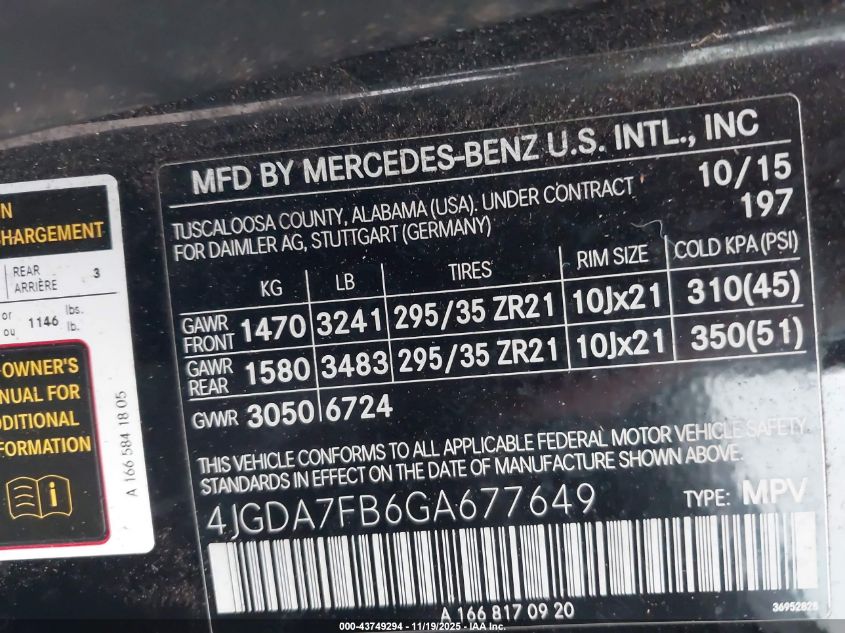 N
CHARGEMENT
REAR 3
ARRIÈRE
or 1146 lbs.
ou lb.
OWNER'S
NUAL FOR
DDITIONAL
FORMATION
A 166 584 18 05
MFD BY MERCEDES-BENZ U.S. INTL., INC
TUSCALOOSA COUNTY, ALABAMA (USA). UNDER CONTRACT 10/15
FOR DAIMLER AG, STUTTGART (GERMANY) 197
KG LB TIRES RIM SIZE COLD KPA (PSI)
GAWR FRONT 1470 3241 295/35 ZR21 10Jx21 310(45)
GAWR REAR 1580 3483 295/35 ZR21 10Jx21 350(51)
GVWR 3050 6724
THIS VEHICLE CONFORMS TO ALL APPLICABLE FEDERAL MOTOR VEHICLE SAFETY
STANDARDS IN EFFECT ON THE DATE OF MANUFACTURE SHOWN ABOVE.
4JGDA7FB6GA677649 TYPE: MPV
A 166 817 09 20 36952828
000-43749294 - 11/19/2025 - IAA Inc.